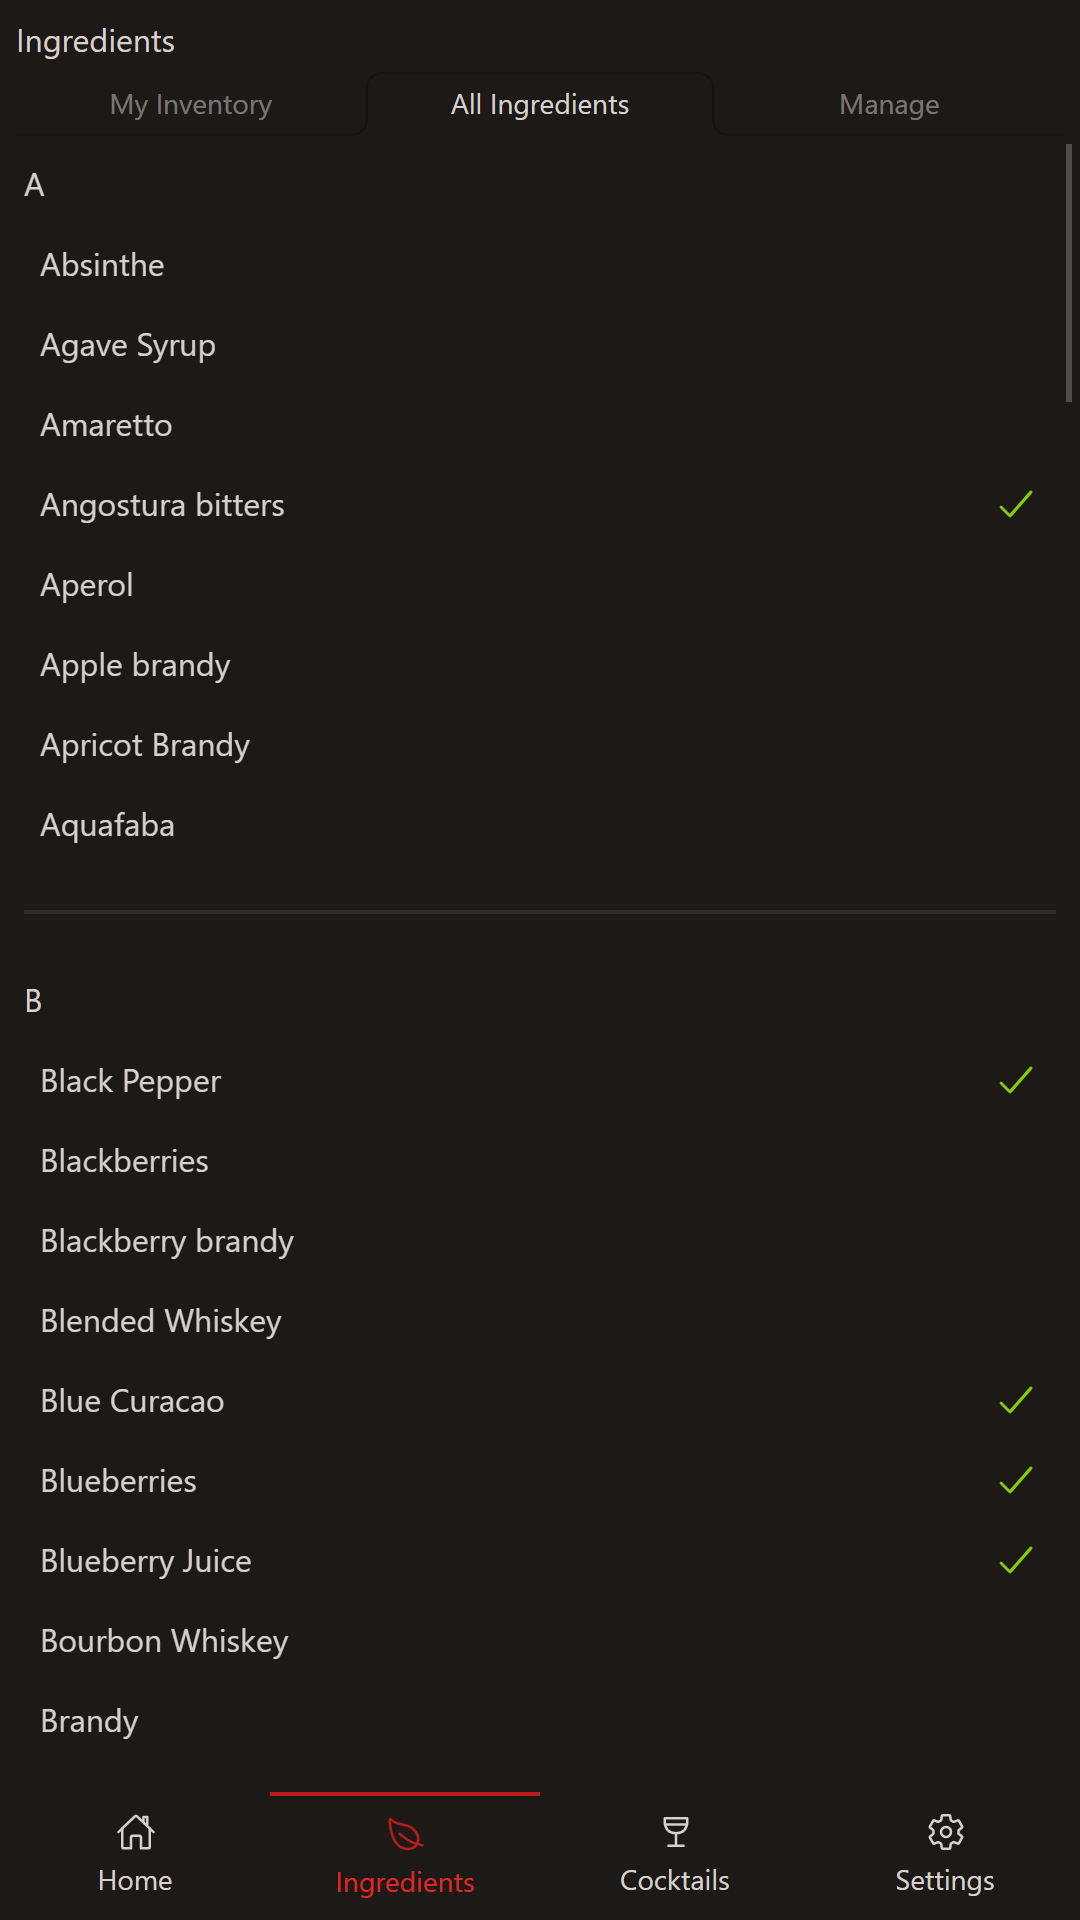 Ingredients
My Inventory
All Ingredients
Manage
A
Absinthe
Agave Syrup
Amaretto
Angostura bitters
Aperol
Apple brandy
Apricot Brandy
Aquafaba
B
Black Pepper
Blackberries
Blackberry brandy
Blended Whiskey
Blue Curacao
Blueberries
Blueberry Juice
Bourbon Whiskey
Brandy
Home
Ingredients
Cocktails
Settings